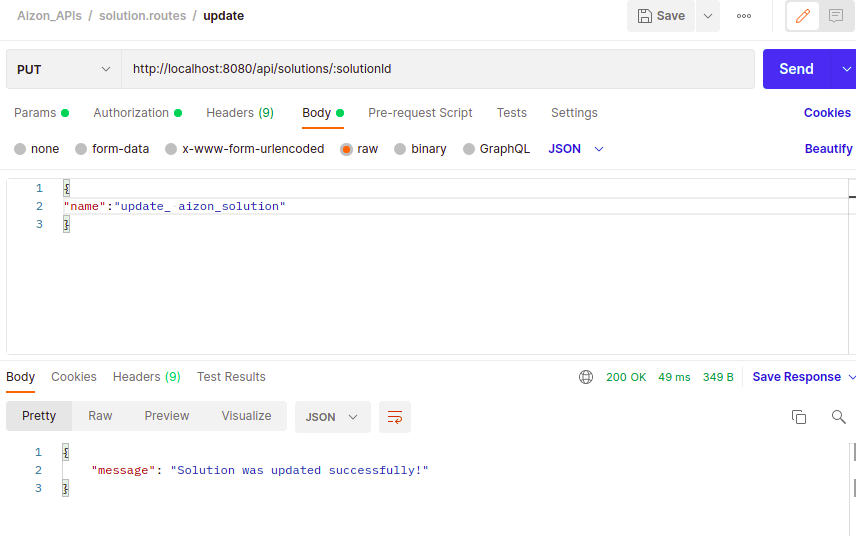 Aizon_APIs / solution.routes / update
Save
PUT http://localhost:8080/api/solutions/:solutionId Send
Params Authorization Headers (9) Body Pre-request Script Tests Settings Cookies
none form-data x-www-form-urlencoded raw binary GraphQL JSON Beautify
1 {
2 "name":"update_ aizon_solution"
3 }
Body Cookies Headers (9) Test Results 200 OK 49 ms 349 B Save Response
Pretty Raw Preview Visualize JSON
1 {
2 "message": "Solution was updated successfully!"
3 }